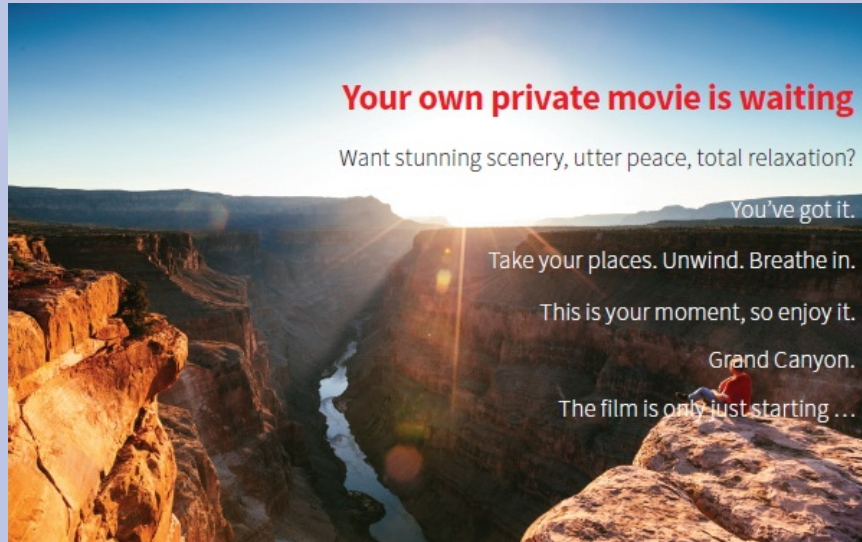 Your own private movie is waiting
Want stunning scenery, utter peace, total relaxation?
You’ve got it.
Take your places. Unwind. Breathe in.
This is your moment, so enjoy it.
Grand Canyon.
The film is only just starting …